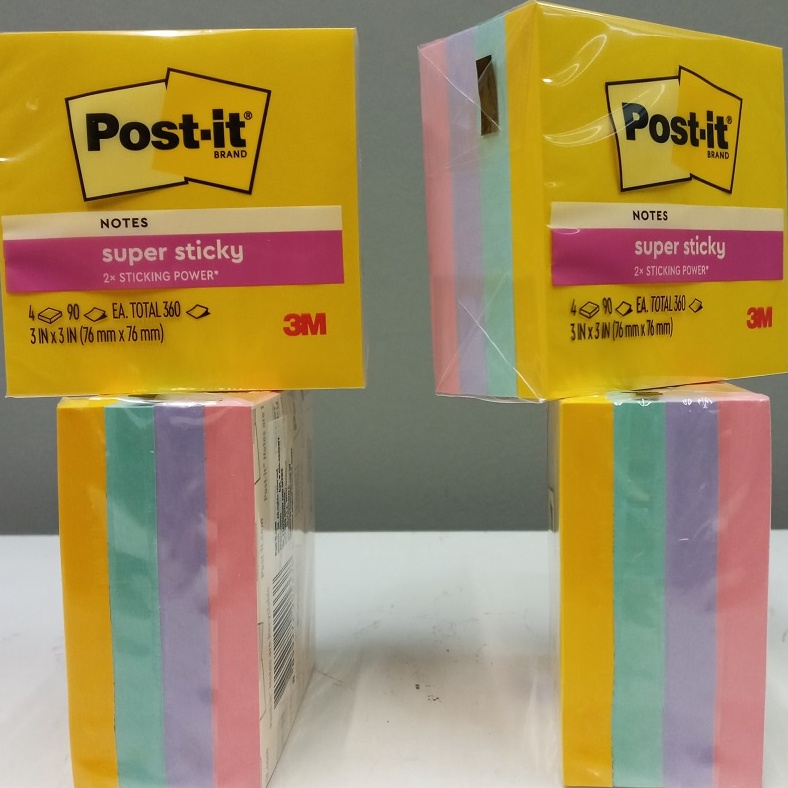 Post-it®
BRAND
NOTES
super sticky
2× STICKING POWER*
4 90 EA. TOTAL 360
3 IN x 3 IN (76 mm x 76 mm)
3M
Post-it®
BRAND
NOTES
super sticky
2× STICKING POWER*
4 90 EA. TOTAL 360
3 IN x 3 IN (76 mm x 76 mm)
3M